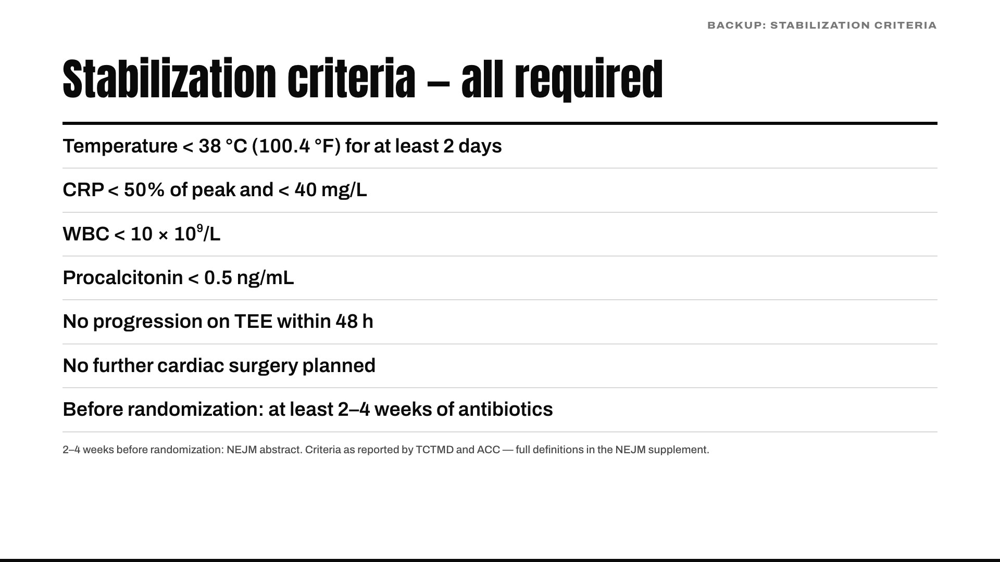 BACKUP: STABILIZATION CRITERIA
Stabilization criteria – all required
Temperature < 38 °C (100.4 °F) for at least 2 days
CRP < 50% of peak and < 40 mg/L
WBC < 10 × 10⁹/L
Procalcitonin < 0.5 ng/mL
No progression on TEE within 48 h
No further cardiac surgery planned
Before randomization: at least 2–4 weeks of antibiotics
2–4 weeks before randomization: NEJM abstract. Criteria as reported by TCTMD and ACC — full definitions in the NEJM supplement.